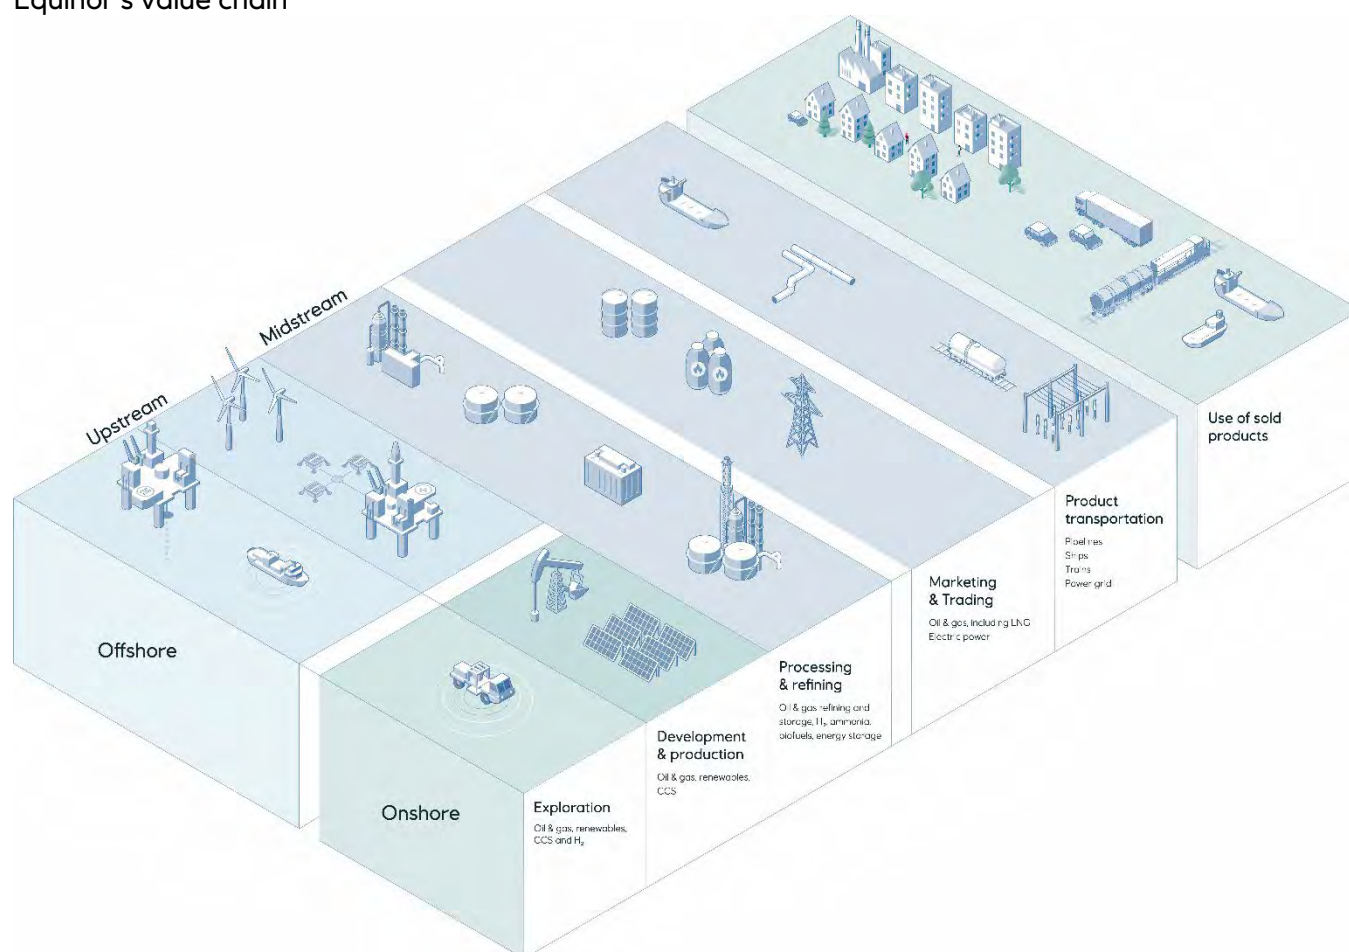 Equinor's value chain
Upstream
Midstream
Offshore
Onshore
Exploration
Oil & gas, renewables,
CCS and H₂
Development
& production
Oil & gas, renewables,
CCS
Processing
& refining
Oil & gas refining and
storage, H₂, ammonia,
biofuels, energy storage
Marketing
& Trading
Oil & gas, including LNG
Electric power
Product
transportation
Pipelines
Ships
Trains
Power grid
Use of sold
products